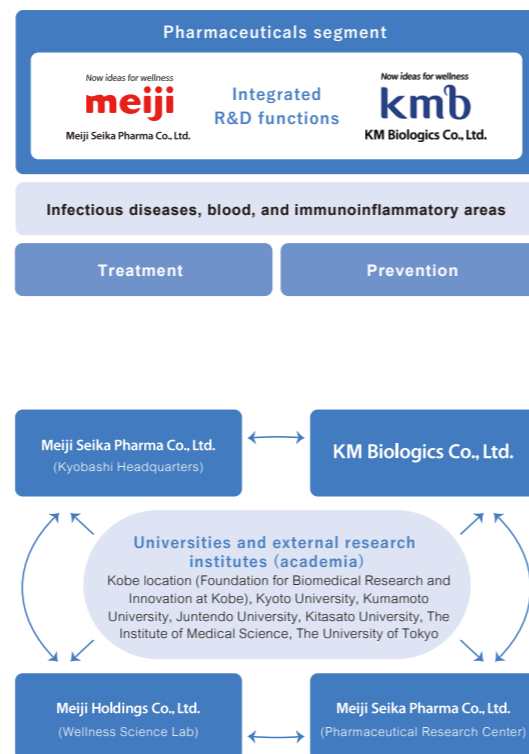 Pharmaceuticals segment
Now ideas for wellness
meiji
Meiji Seika Pharma Co., Ltd.
Integrated
R&D functions
Now ideas for wellness
kmb
KM Biologics Co., Ltd.
Infectious diseases, blood, and immunoinflammatory areas
Treatment
Prevention
Meiji Seika Pharma Co., Ltd.
(Kyobashi Headquarters)
KM Biologics Co., Ltd.
Universities and external research
institutes (academia)
Kobe location (Foundation for Biomedical Research and
Innovation at Kobe), Kyoto University, Kumamoto
University, Juntendo University, Kitasato University, The
Institute of Medical Science, The University of Tokyo
Meiji Holdings Co., Ltd.
(Wellness Science Lab)
Meiji Seika Pharma Co., Ltd.
(Pharmaceutical Research Center)